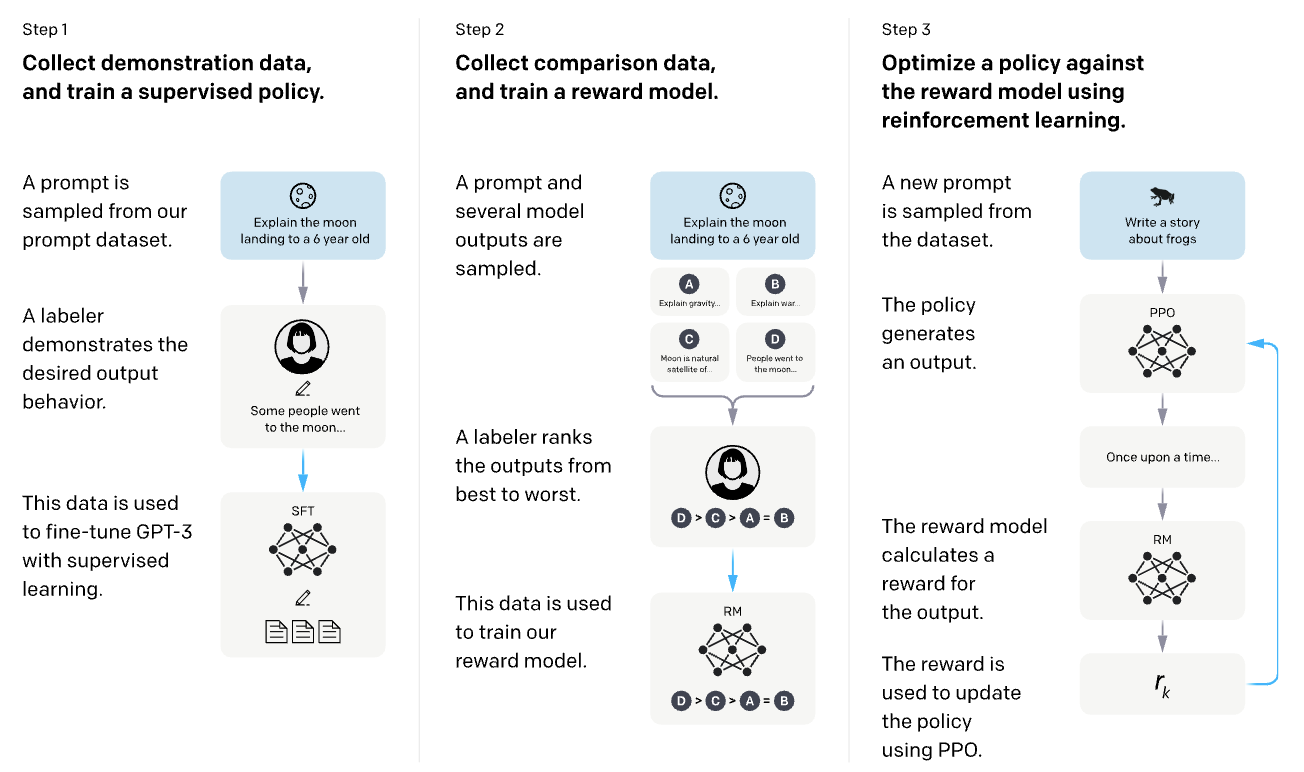 Step 1
Collect demonstration data,
and train a supervised policy.
A prompt is
sampled from our
prompt dataset.
Explain the moon
landing to a 6 year old
A labeler
demonstrates the
desired output
behavior.
Some people went
to the moon...
This data is used
to fine-tune GPT-3
with supervised
learning.
SFT
Step 2
Collect comparison data,
and train a reward model.
A prompt and
several model
outputs are
sampled.
Explain the moon
landing to a 6 year old
A
Explain gravity...
B
Explain war...
C
Moon is natural
satellite of...
D
People went to
the moon...
A labeler ranks
the outputs from
best to worst.
D > C > A = B
This data is used
to train our
reward model.
RM
D > C > A = B
Step 3
Optimize a policy against
the reward model using
reinforcement learning.
A new prompt
is sampled from
the dataset.
Write a story
about frogs
The policy
generates
an output.
PPO
Once upon a time...
The reward model
calculates a
reward for
the output.
RM
The reward is
used to update
the policy
using PPO.
rₖ